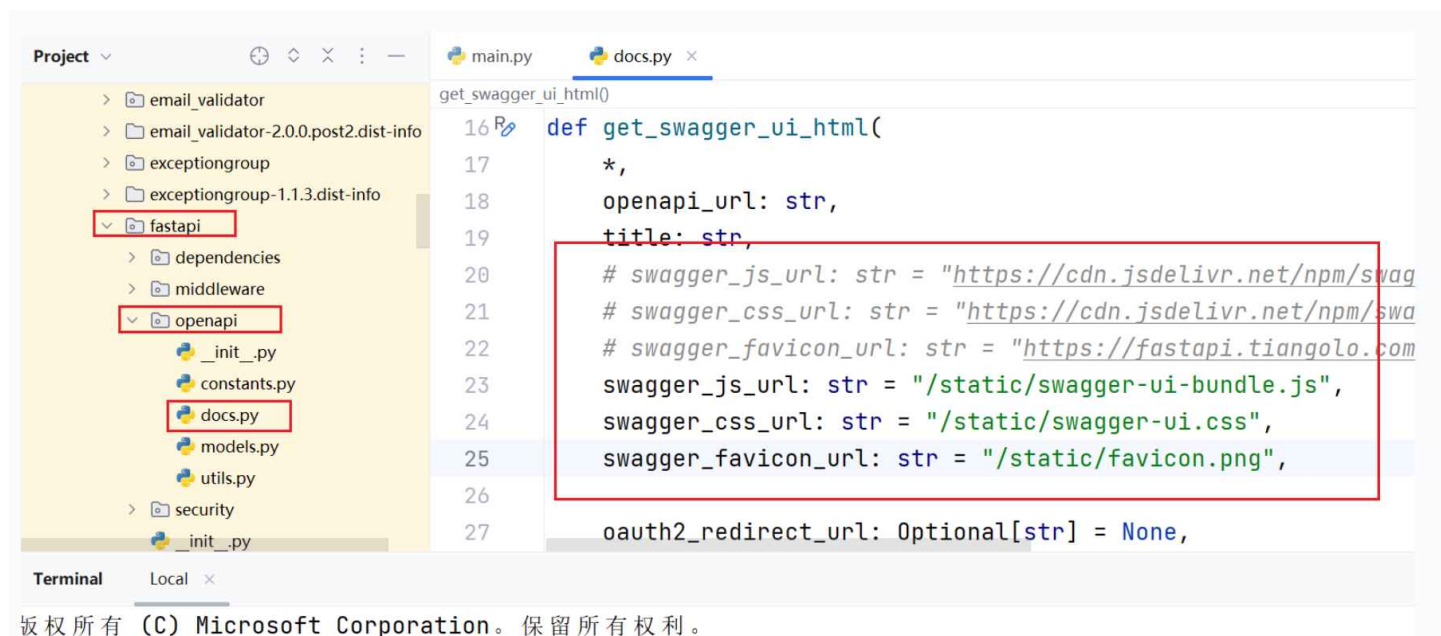 Project
main.py
docs.py
email_validator
email_validator-2.0.0.post2.dist-info
exceptiongroup
exceptiongroup-1.1.3.dist-info
fastapi
dependencies
middleware
openapi
__init__.py
constants.py
docs.py
models.py
utils.py
security
__init__.py
get_swagger_ui_html()
16 def get_swagger_ui_html(
17 *,
18 openapi_url: str,
19 title: str,
20 # swagger_js_url: str = "https://cdn.jsdelivr.net/npm/swag
21 # swagger_css_url: str = "https://cdn.jsdelivr.net/npm/swa
22 # swagger_favicon_url: str = "https://fastapi.tiangolo.com
23 swagger_js_url: str = "/static/swagger-ui-bundle.js",
24 swagger_css_url: str = "/static/swagger-ui.css",
25 swagger_favicon_url: str = "/static/favicon.png",
26
27 oauth2_redirect_url: Optional[str] = None,
Terminal
Local
版权所有 (C) Microsoft Corporation。保留所有权利。